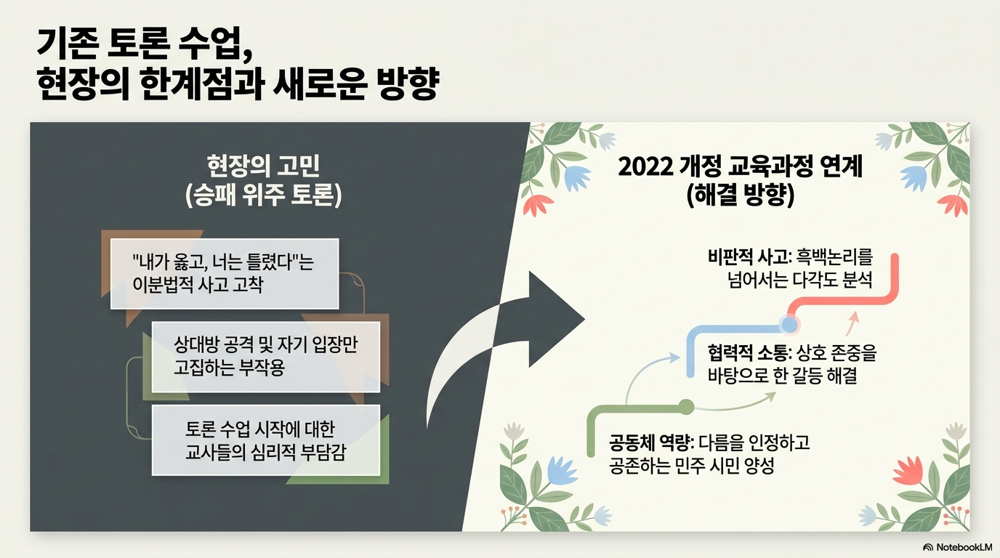 기존 토론 수업,
현장의 한계점과 새로운 방향
현장의 고민
(승패 위주 토론)
"내가 옳고, 너는 틀렸다"는
이분법적 사고 고착
상대방 공격 및 자기 입장만
고집하는 부작용
토론 수업 시작에 대한
교사들의 심리적 부담감
2022 개정 교육과정 연계
(해결 방향)
비판적 사고: 흑백논리를
넘어서는 다각도 분석
협력적 소통: 상호 존중을
바탕으로 한 갈등 해결
공동체 역량: 다름을 인정하고
공존하는 민주 시민 양성
NotebookLM